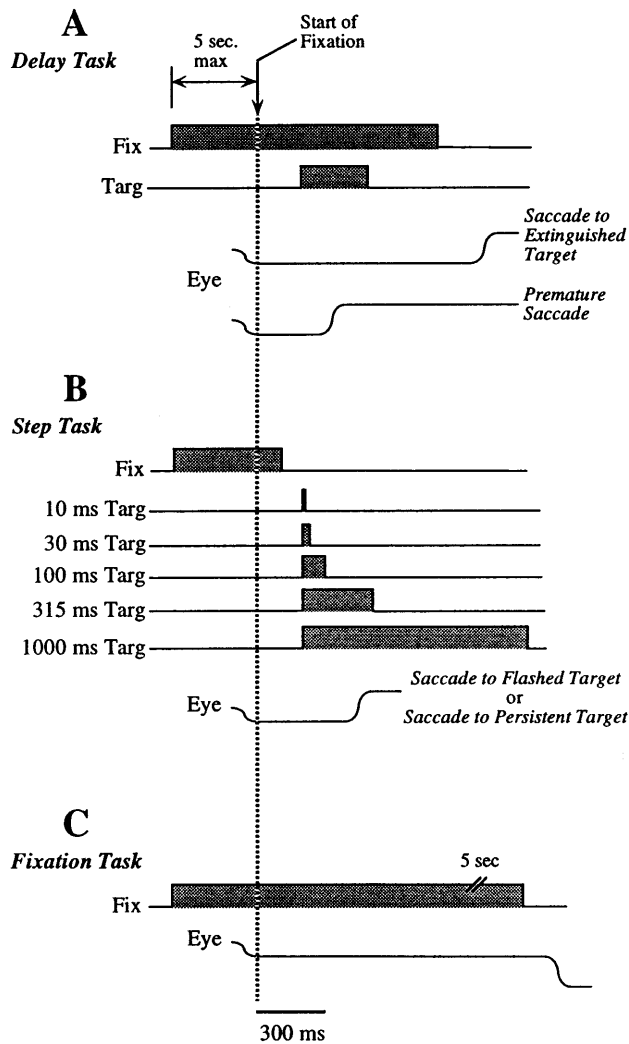 A
Delay Task
5 sec.
max
Start of
Fixation
Fix
Targ
Eye
Saccade to
Extinguished
Target
Premature
Saccade
B
Step Task
Fix
10 ms Targ
30 ms Targ
100 ms Targ
315 ms Targ
1000 ms Targ
Eye
Saccade to Flashed Target
or
Saccade to Persistent Target
C
Fixation Task
5 sec
Fix
Eye
300 ms